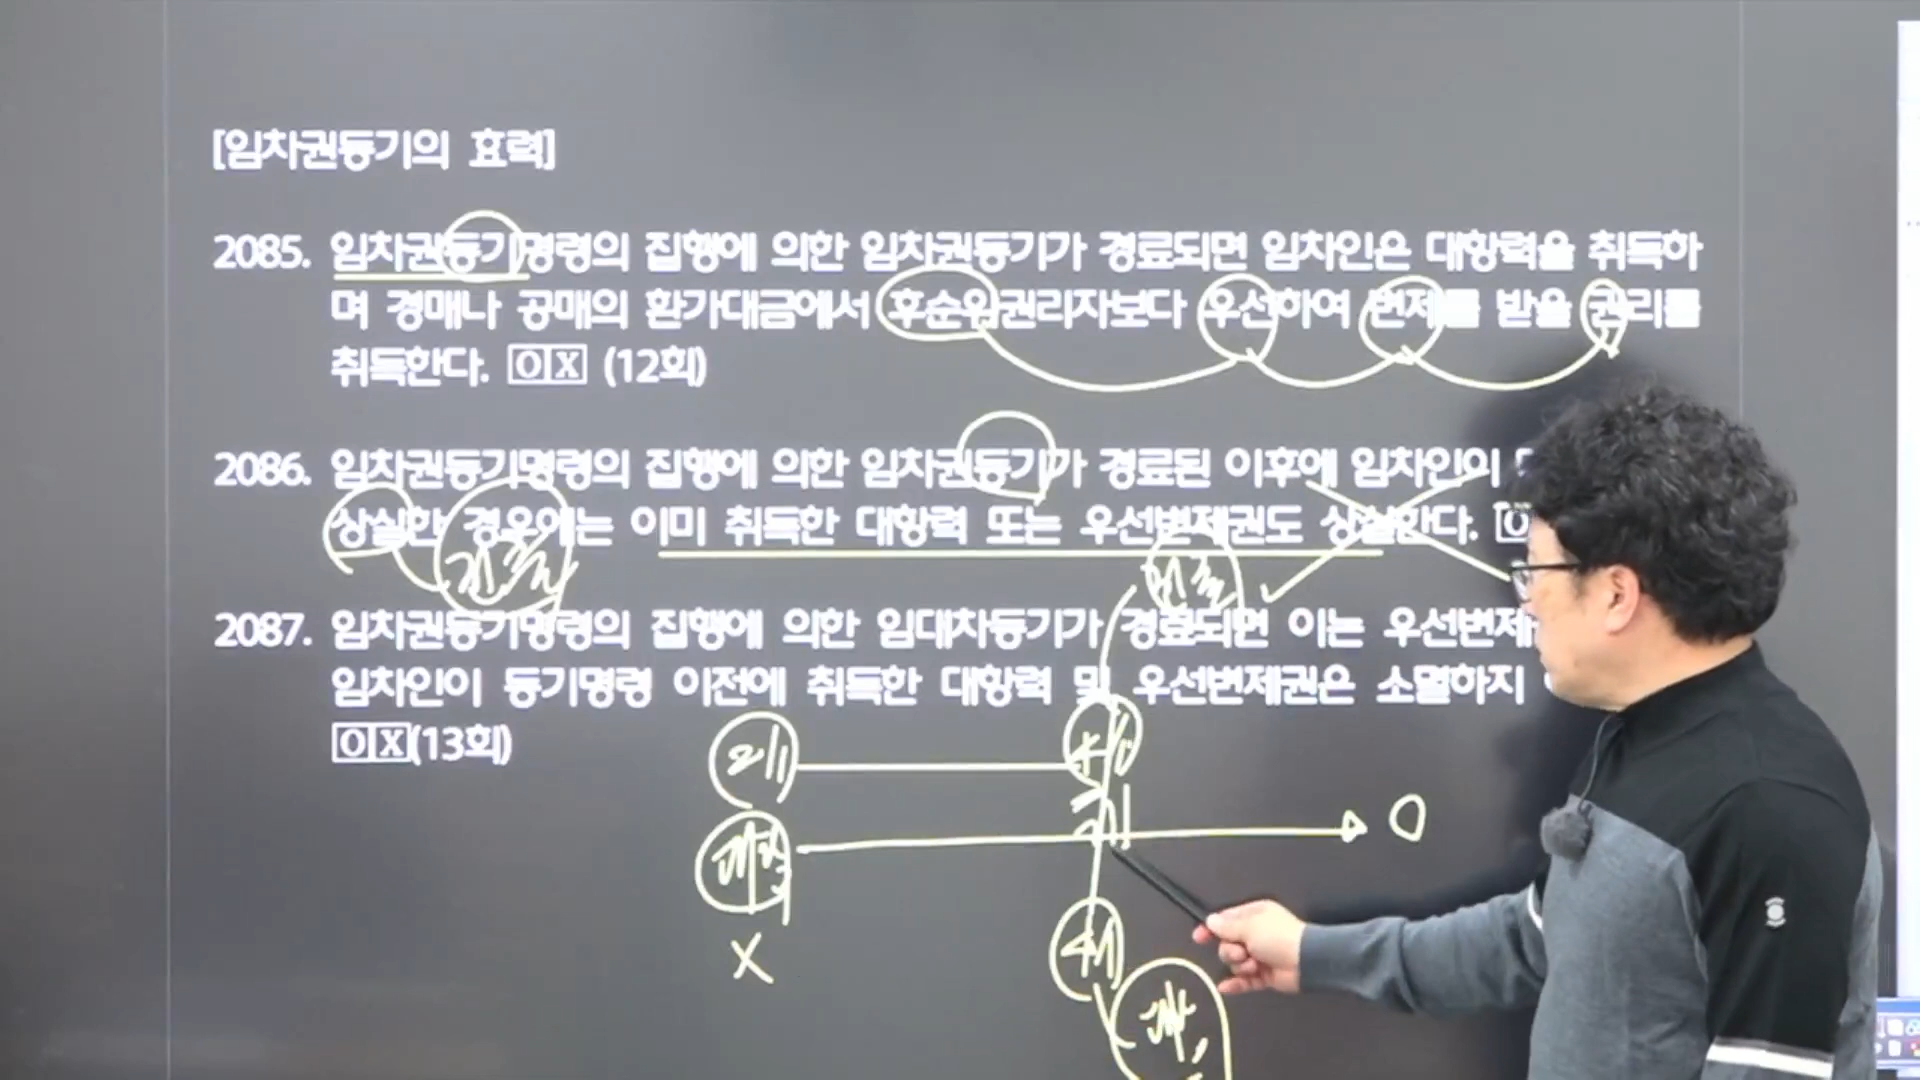 [임차권등기의 효력]
2085. 임차권등기명령의 집행에 의한 임차권등기가 경료되면 임차인은 대항력을 취득하
며 경매나 공매의 환가대금에서 후순위권리자보다 우선하여 변제를 받을 권리를
취득한다. O X (12회)
2086. 임차권등기명령의 집행에 의한 임차권등기가 경료된 이후에 임차인이
상실한 경우에는 이미 취득한 대항력 또는 우선변제권도 상실한다. O
2087. 임차권등기명령의 집행에 의한 임대차등기가 경료되면 이는 우선변제
임차인이 등기명령 이전에 취득한 대항력 및 우선변제권은 소멸하지
O X (13회)